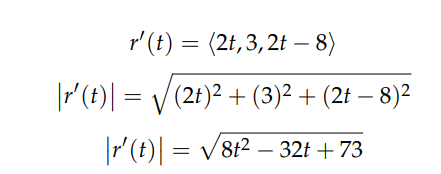 r′(t) = ⟨2t, 3, 2t − 8⟩
|r′(t)| = √((2t)² + (3)² + (2t − 8)²)
|r′(t)| = √(8t² − 32t + 73)